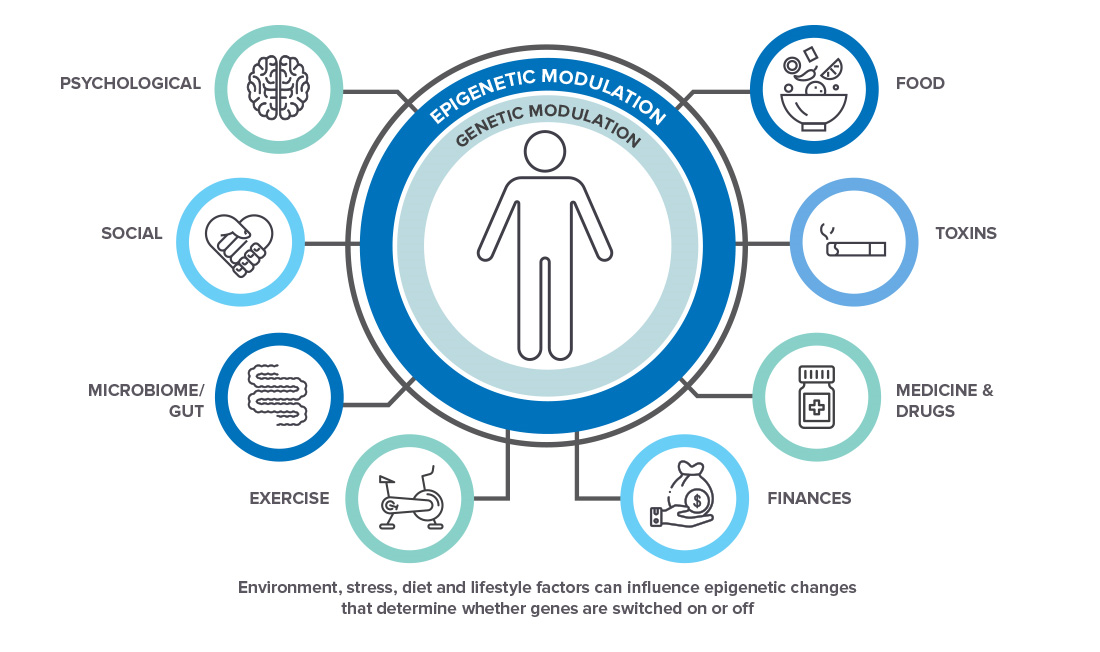 EPIGENETIC MODULATION
GENETIC MODULATION
PSYCHOLOGICAL
SOCIAL
MICROBIOME/
GUT
EXERCISE
FOOD
TOXINS
MEDICINE &
DRUGS
$
FINANCES
Environment, stress, diet and lifestyle factors can influence epigenetic changes
that determine whether genes are switched on or off